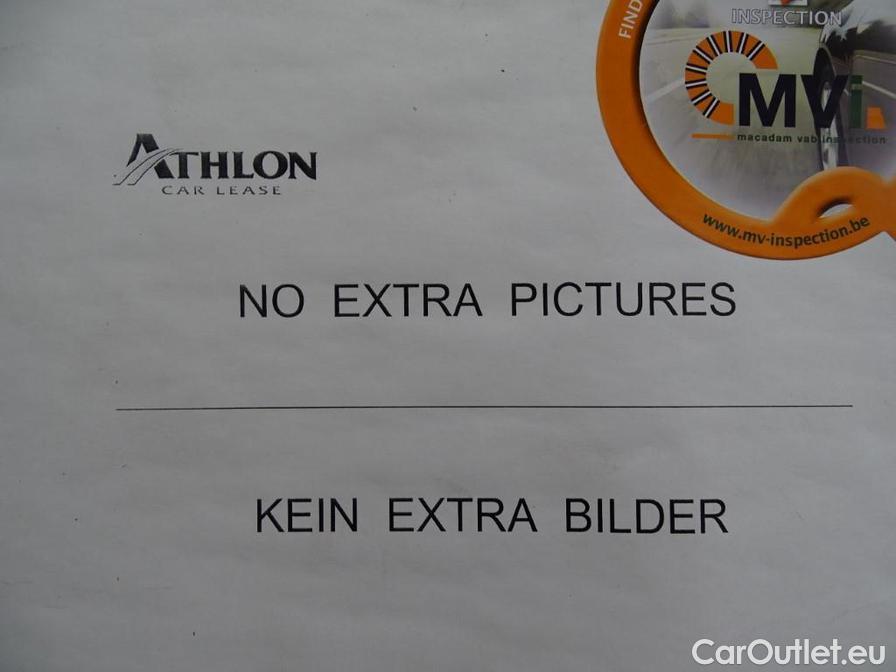 FIND
INSPECTION
MVi
macadam vab inspection
www.mv-inspection.be
ATHLON
CAR LEASE
NO EXTRA PICTURES
KEIN EXTRA BILDER
CarOutlet.eu